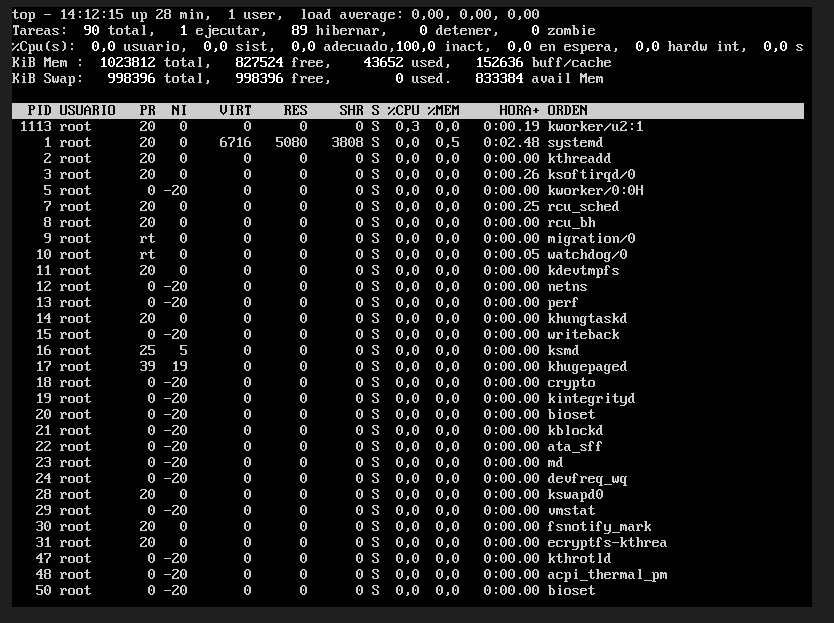 top - 14:12:15 up 28 min,  1 user,  load average: 0,00, 0,00, 0,00
Tareas:  90 total,   1 ejecutar,   89 hibernar,    0 detener,    0 zombie
%Cpu(s):  0,0 usuario,  0,0 sist,  0,0 adecuado,100,0 inact,  0,0 en espera,  0,0 hardw int,  0,0 s
KiB Mem :  1023812 total,   827524 free,    43652 used,   152636 buff/cache
KiB Swap:   998396 total,   998396 free,        0 used.   833384 avail Mem
PID USUARIO   PR  NI    VIRT    RES    SHR S %CPU %MEM     HORA+ ORDEN
1113 root      20   0       0      0      0 S  0,3  0,0   0:00.19 kworker/u2:1
1 root      20   0    6716   5080   3808 S  0,0  0,5   0:02.48 systemd
2 root      20   0       0      0      0 S  0,0  0,0   0:00.00 kthreadd
3 root      20   0       0      0      0 S  0,0  0,0   0:00.26 ksoftirqd/0
5 root       0 -20       0      0      0 S  0,0  0,0   0:00.00 kworker/0:0H
7 root      20   0       0      0      0 S  0,0  0,0   0:00.25 rcu_sched
8 root      20   0       0      0      0 S  0,0  0,0   0:00.00 rcu_bh
9 root      rt   0       0      0      0 S  0,0  0,0   0:00.00 migration/0
10 root      rt   0       0      0      0 S  0,0  0,0   0:00.05 watchdog/0
11 root      20   0       0      0      0 S  0,0  0,0   0:00.00 kdevtmpfs
12 root       0 -20       0      0      0 S  0,0  0,0   0:00.00 netns
13 root       0 -20       0      0      0 S  0,0  0,0   0:00.00 perf
14 root      20   0       0      0      0 S  0,0  0,0   0:00.00 khungtaskd
15 root       0 -20       0      0      0 S  0,0  0,0   0:00.00 writeback
16 root      25   5       0      0      0 S  0,0  0,0   0:00.00 ksmd
17 root      39  19       0      0      0 S  0,0  0,0   0:00.00 khugepaged
18 root       0 -20       0      0      0 S  0,0  0,0   0:00.00 crypto
19 root       0 -20       0      0      0 S  0,0  0,0   0:00.00 kintegrityd
20 root       0 -20       0      0      0 S  0,0  0,0   0:00.00 bioset
21 root       0 -20       0      0      0 S  0,0  0,0   0:00.00 kblockd
22 root       0 -20       0      0      0 S  0,0  0,0   0:00.00 ata_sff
23 root       0 -20       0      0      0 S  0,0  0,0   0:00.00 md
24 root       0 -20       0      0      0 S  0,0  0,0   0:00.00 devfreq_wq
28 root      20   0       0      0      0 S  0,0  0,0   0:00.00 kswapd0
29 root       0 -20       0      0      0 S  0,0  0,0   0:00.00 vmstat
30 root      20   0       0      0      0 S  0,0  0,0   0:00.00 fsnotify_mark
31 root      20   0       0      0      0 S  0,0  0,0   0:00.00 ecryptfs-kthrea
47 root       0 -20       0      0      0 S  0,0  0,0   0:00.00 kthrotld
48 root       0 -20       0      0      0 S  0,0  0,0   0:00.00 acpi_thermal_pm
50 root       0 -20       0      0      0 S  0,0  0,0   0:00.00 bioset